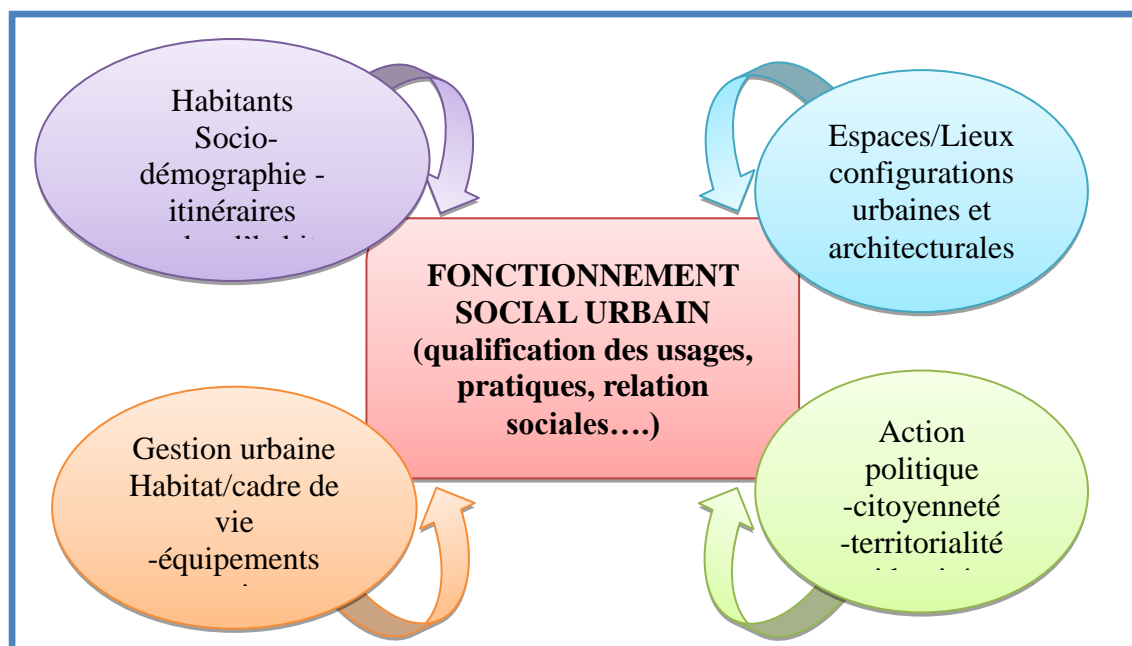 Habitants
Socio-
démographie -
itinéraires
Espaces/Lieux
configurations
urbaines et
architecturales
FONCTIONNEMENT
SOCIAL URBAIN
(qualification des usages,
pratiques, relation
sociales….)
Gestion urbaine
Habitat/cadre de
vie
-équipements
Action
politique
-citoyenneté
-territorialité